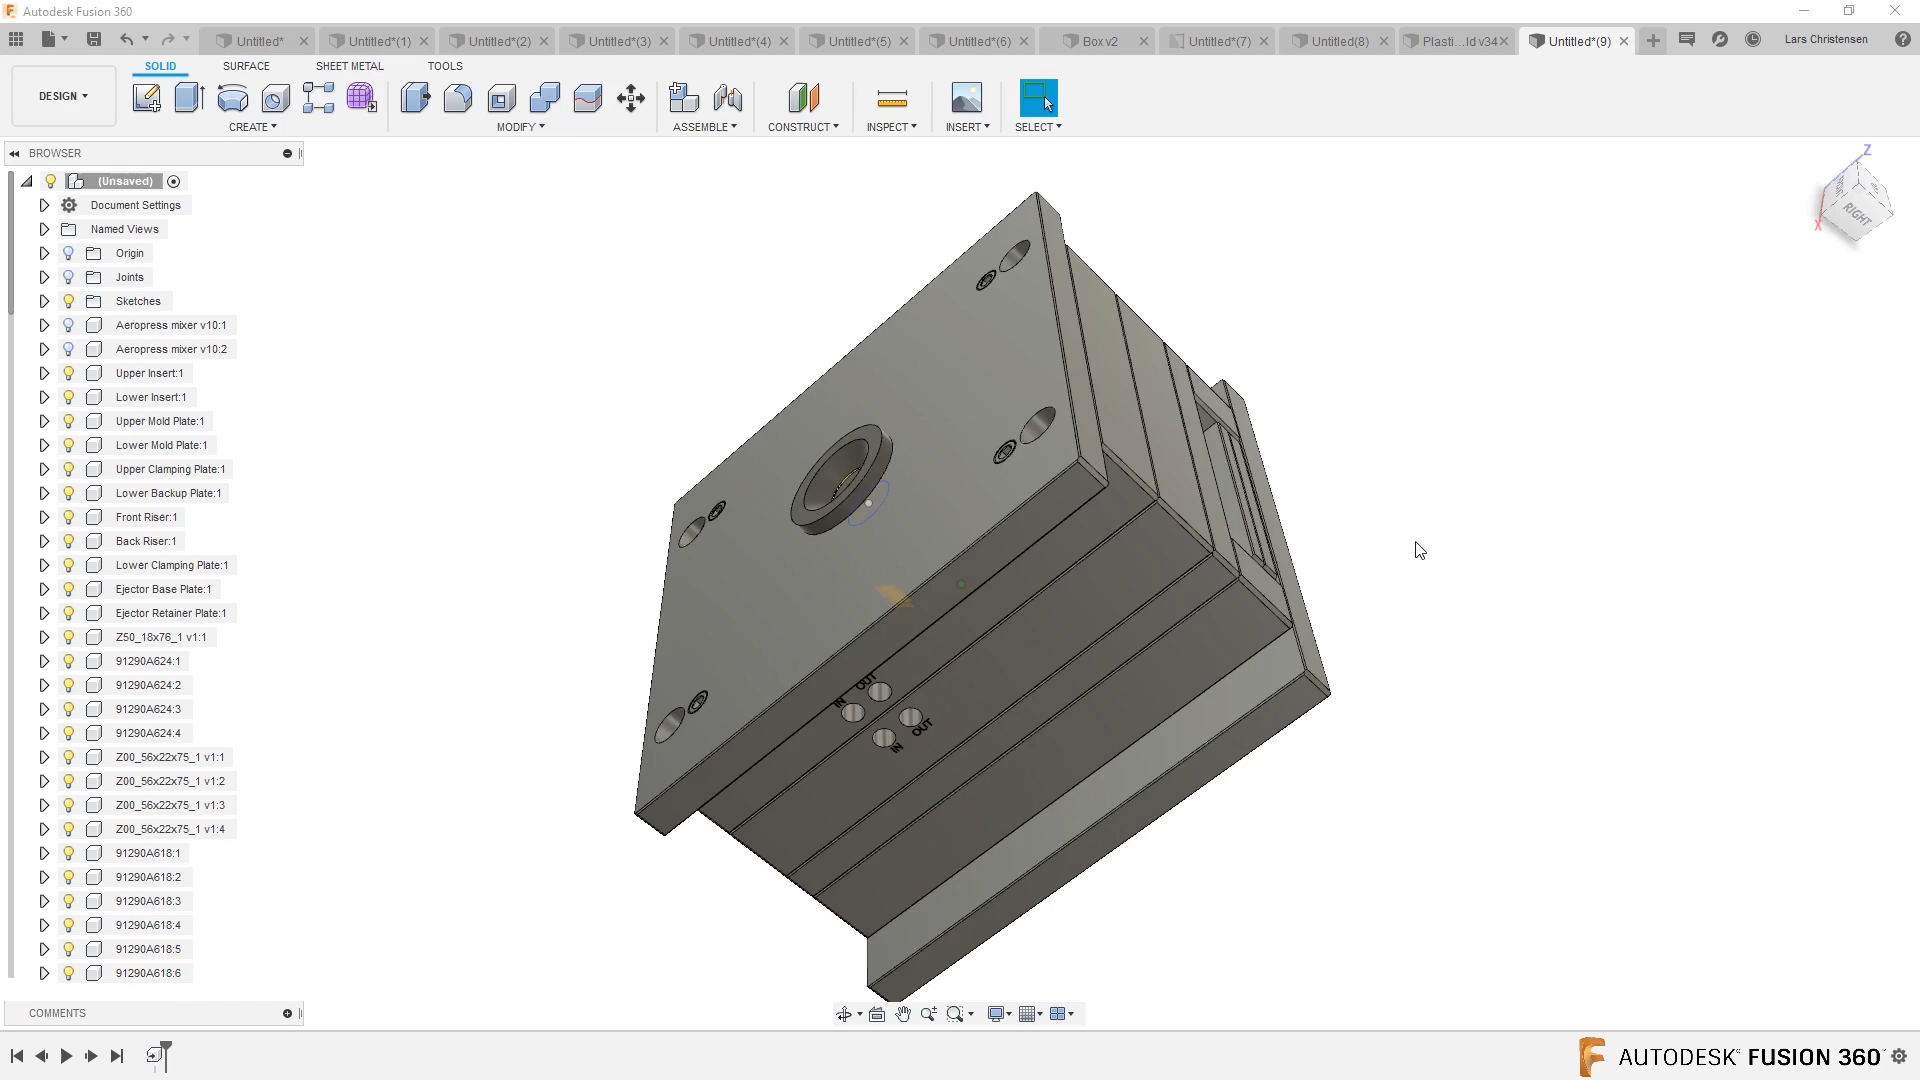 Autodesk Fusion 360
Untitled*
Untitled*(1)
Untitled*(2)
Untitled*(3)
Untitled*(4)
Untitled*(5)
Untitled*(6)
Box v2
Untitled*(7)
Untitled(8)
Plasti...ld v34*
Untitled*(9)
Lars Christensen
DESIGN
SOLID
SURFACE
SHEET METAL
TOOLS
CREATE
MODIFY
ASSEMBLE
CONSTRUCT
INSPECT
INSERT
SELECT
BROWSER
(Unsaved)
Document Settings
Named Views
Origin
Joints
Sketches
Aeropress mixer v10:1
Aeropress mixer v10:2
Upper Insert:1
Lower Insert:1
Upper Mold Plate:1
Lower Mold Plate:1
Upper Clamping Plate:1
Lower Backup Plate:1
Front Riser:1
Back Riser:1
Lower Clamping Plate:1
Ejector Base Plate:1
Ejector Retainer Plate:1
Z50_18x76_1 v1:1
91290A624:1
91290A624:2
91290A624:3
91290A624:4
Z00_56x22x75_1 v1:1
Z00_56x22x75_1 v1:2
Z00_56x22x75_1 v1:3
Z00_56x22x75_1 v1:4
91290A618:1
91290A618:2
91290A618:3
91290A618:4
91290A618:5
91290A618:6
Z
RIGHT
X
OUT
IN
OUT
IN
COMMENTS
AUTODESK FUSION 360